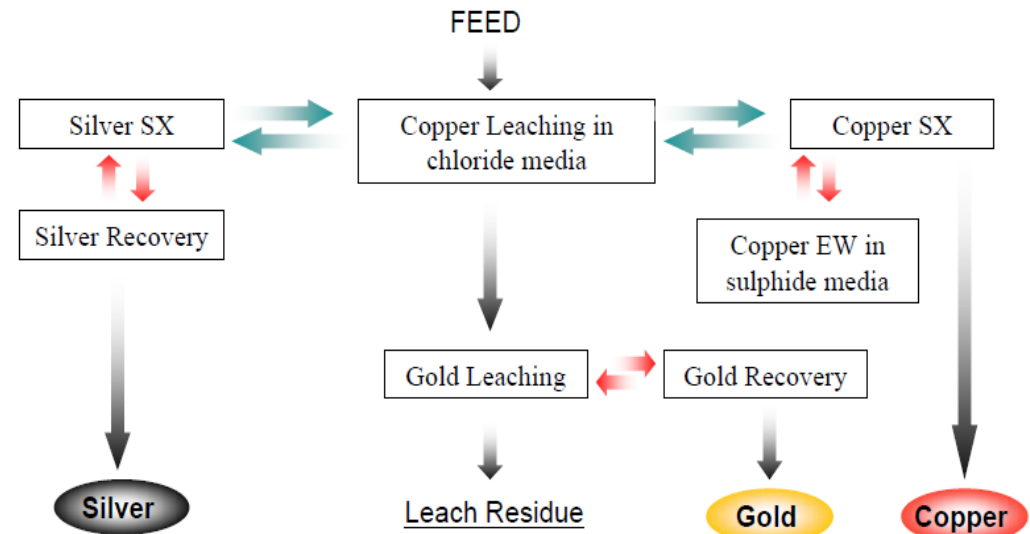 FEED
Silver SX
Copper Leaching in
chloride media
Copper SX
Silver Recovery
Copper EW in
sulphide media
Gold Leaching
Gold Recovery
Silver
Leach Residue
Gold
Copper